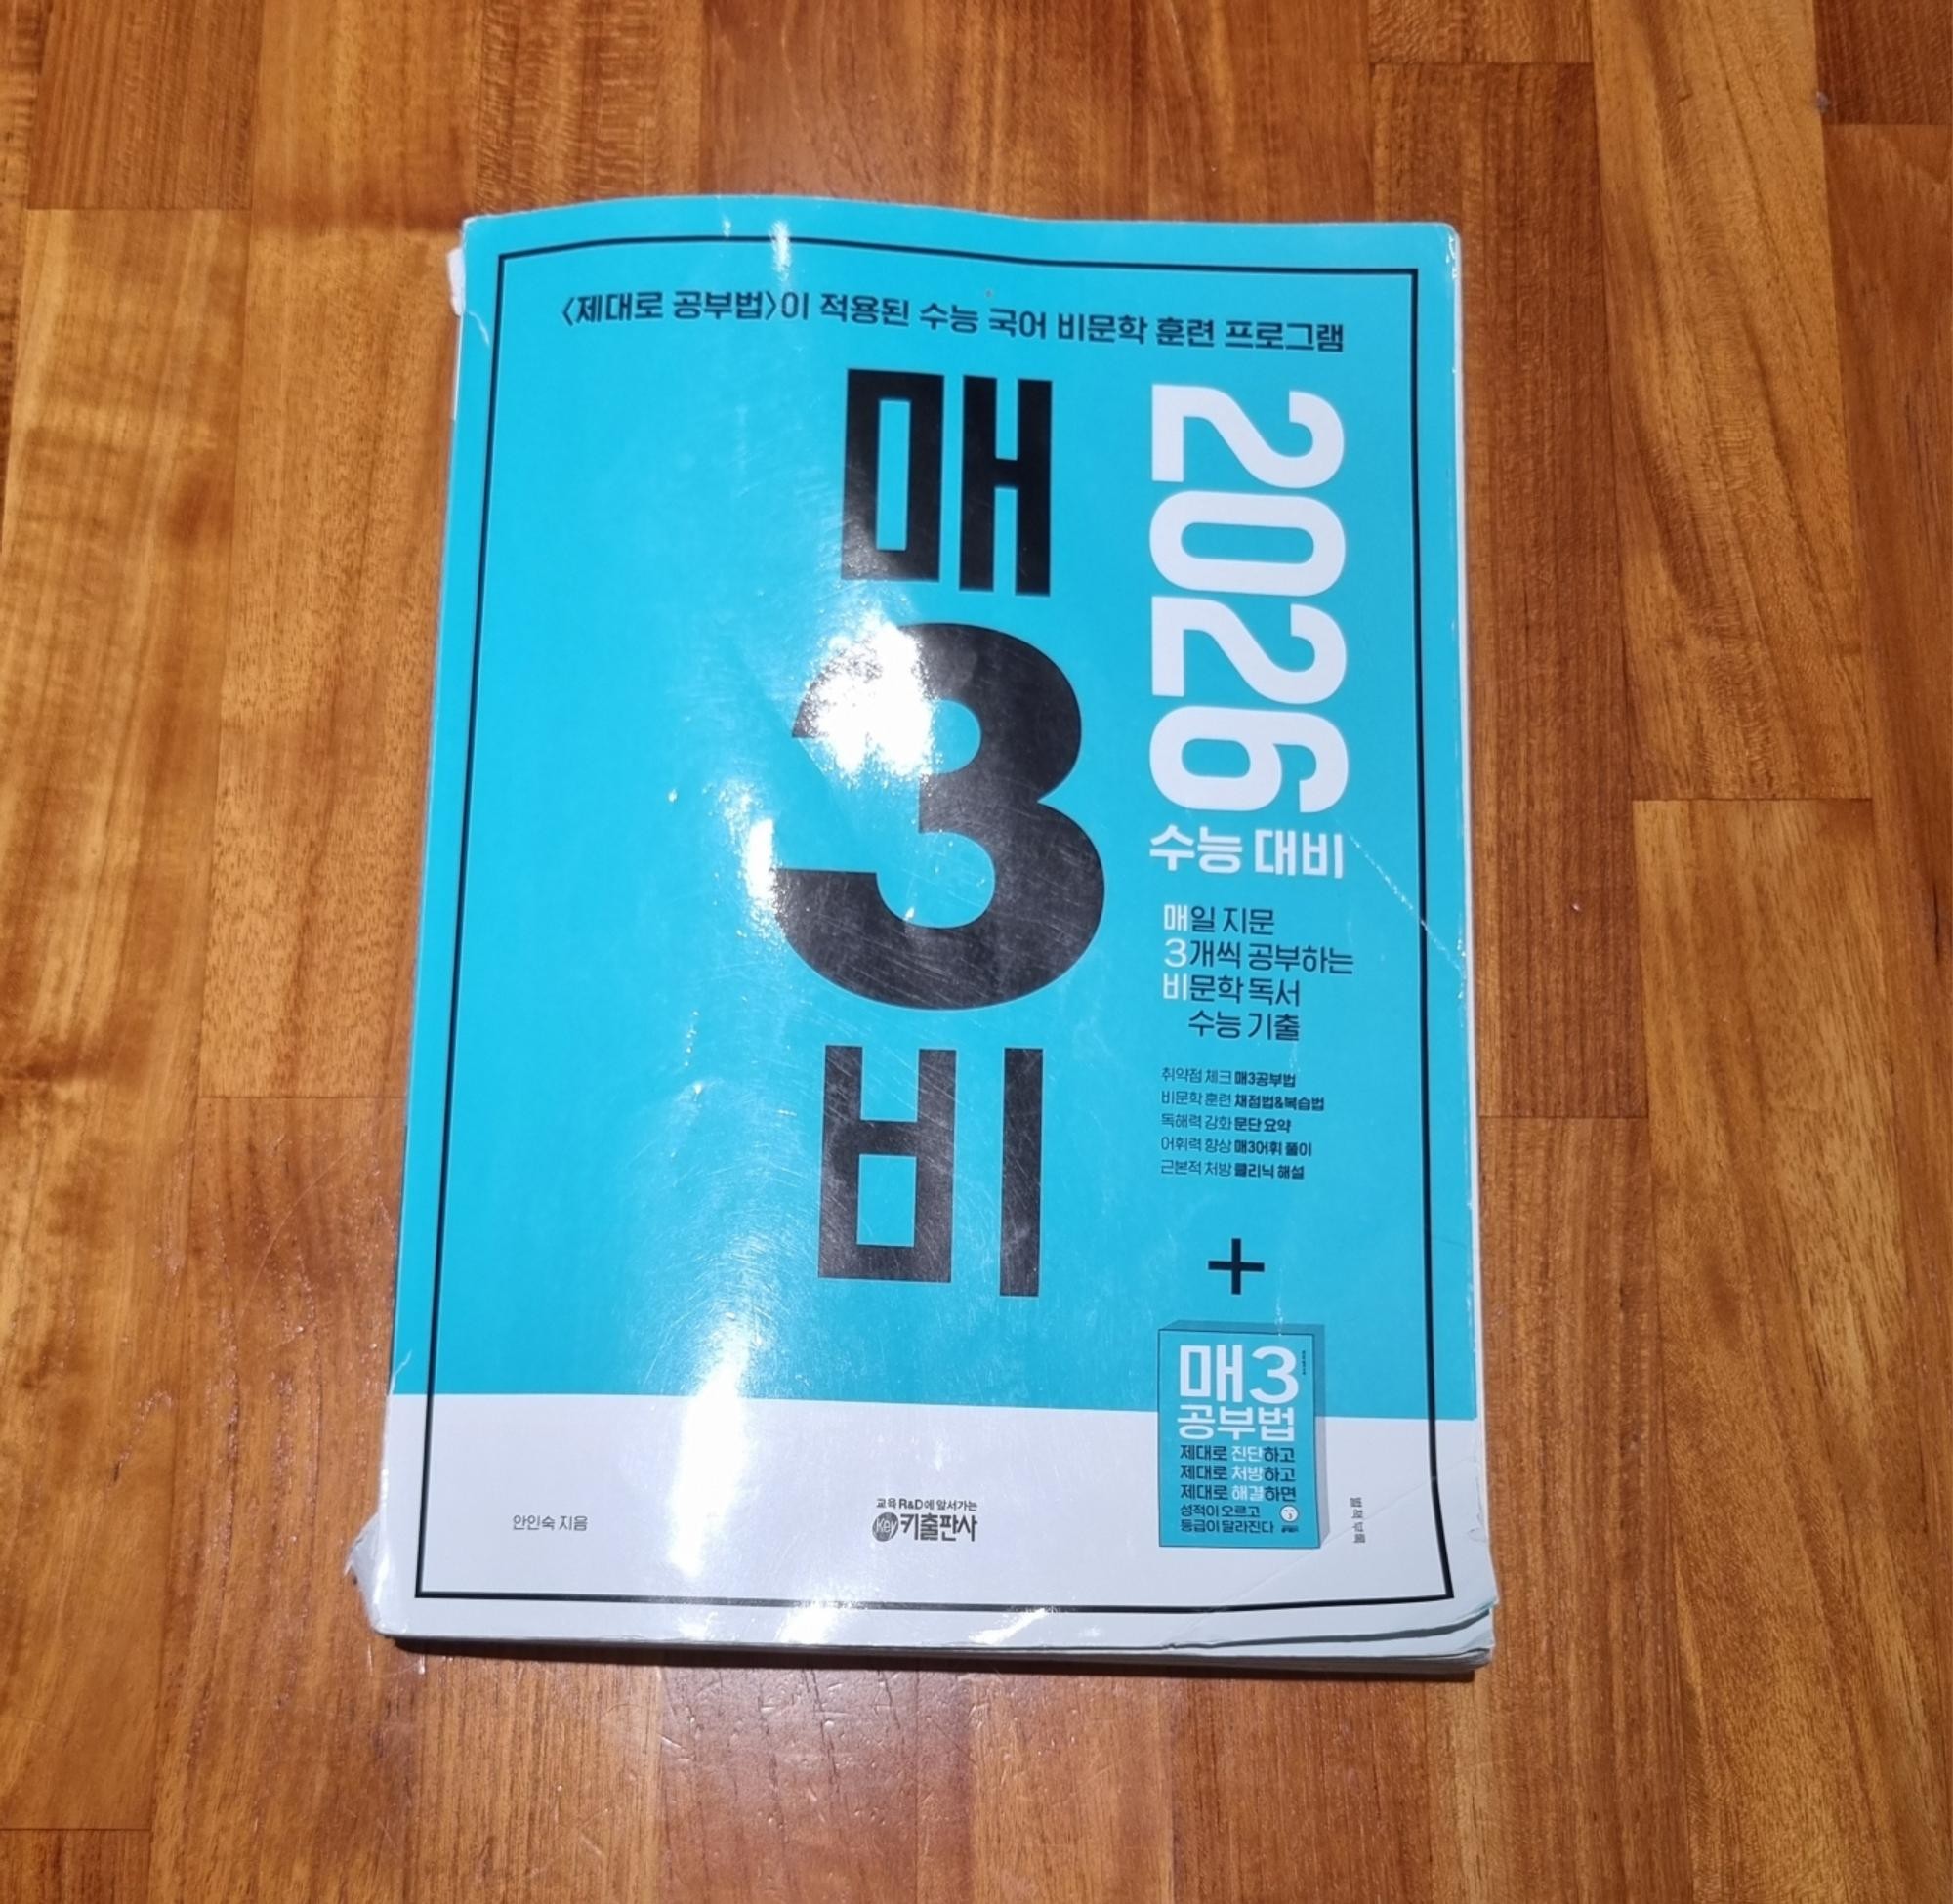 〈제대로 공부법〉이 적용된 수능 국어 비문학 훈련 프로그램
매
3
비
2026
수능 대비
매일 지문
3개씩 공부하는
비문학 독서
수능 기출
취약점 체크 매3공부법
비문학 훈련 채점법&복습법
독해력 강화 문단 요약
어휘력 향상 매3어휘 풀이
근본적 처방 클리닉 해설
+
매3
공부법
제대로 진단하고
제대로 처방하고
제대로 해결하면
성적이 오르고
등급이 달라진다
별책부록
안인숙 지음
교육 R&D에 앞서가는
Key 키출판사